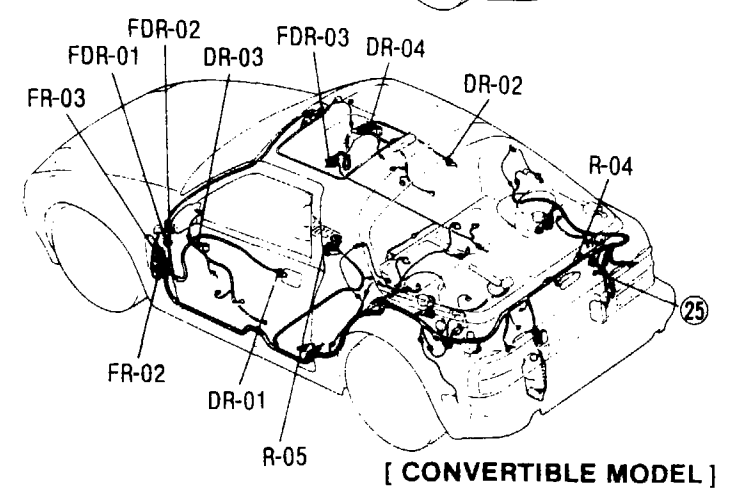 FDR-02
FDR-01
DR-03
FDR-03
DR-04
FR-03
DR-02
R-04
25
FR-02
DR-01
R-05
[ CONVERTIBLE MODEL ]